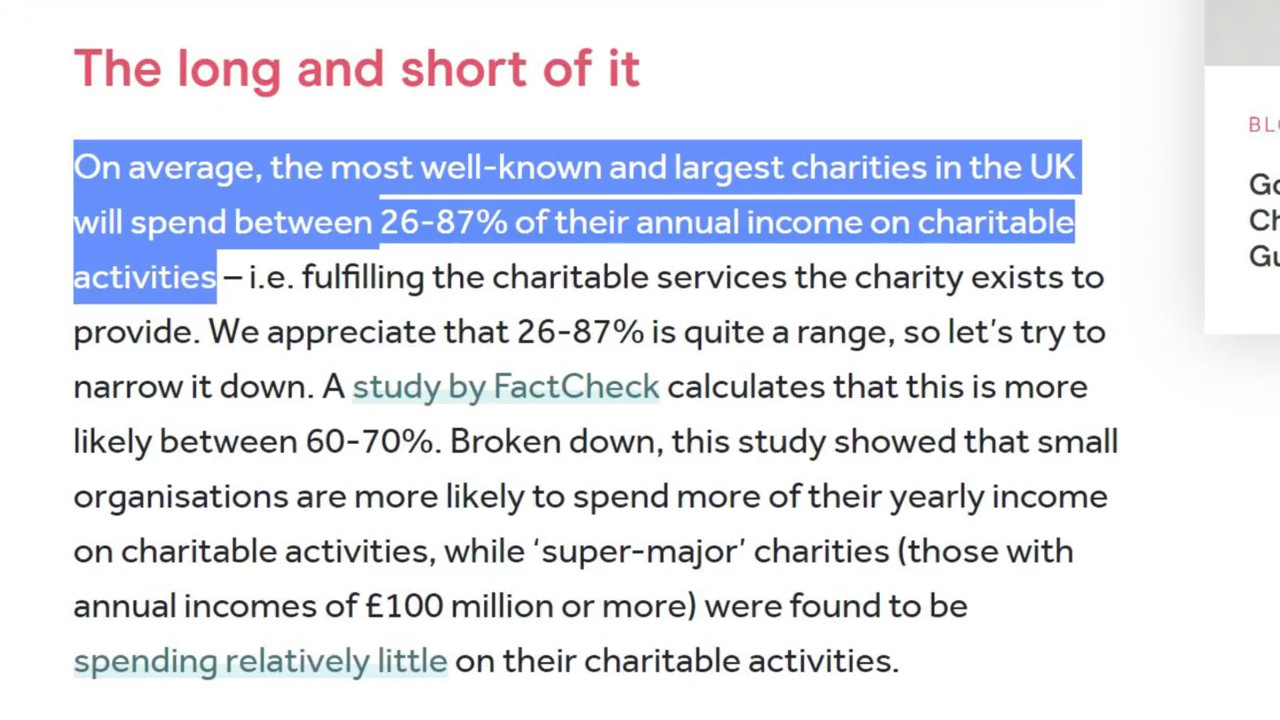 The long and short of it
On average, the most well-known and largest charities in the UK
will spend between 26-87% of their annual income on charitable
activities – i.e. fulfilling the charitable services the charity exists to
provide. We appreciate that 26-87% is quite a range, so let’s try to
narrow it down. A study by FactCheck calculates that this is more
likely between 60-70%. Broken down, this study showed that small
organisations are more likely to spend more of their yearly income
on charitable activities, while ‘super-major’ charities (those with
annual incomes of £100 million or more) were found to be
spending relatively little on their charitable activities.